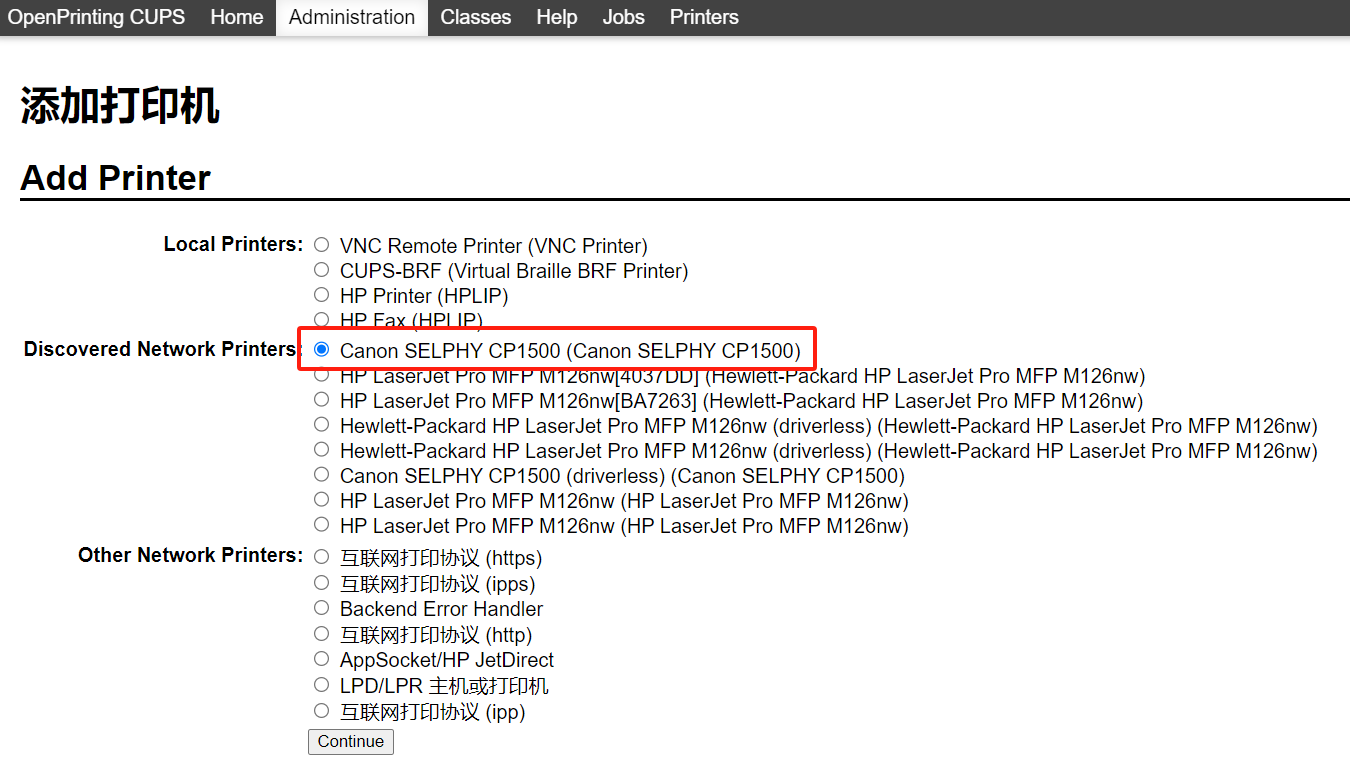 OpenPrinting CUPS Home Administration Classes Help Jobs Printers
添加打印机
Add Printer
Local Printers: VNC Remote Printer (VNC Printer)
CUPS-BRF (Virtual Braille BRF Printer)
HP Printer (HPLIP)
HP Fax (HPLIP)
Discovered Network Printers: Canon SELPHY CP1500 (Canon SELPHY CP1500)
HP LaserJet Pro MFP M126nw[4037DD] (Hewlett-Packard HP LaserJet Pro MFP M126nw)
HP LaserJet Pro MFP M126nw[BA7263] (Hewlett-Packard HP LaserJet Pro MFP M126nw)
Hewlett-Packard HP LaserJet Pro MFP M126nw (driverless) (Hewlett-Packard HP LaserJet Pro MFP M126nw)
Hewlett-Packard HP LaserJet Pro MFP M126nw (driverless) (Hewlett-Packard HP LaserJet Pro MFP M126nw)
Canon SELPHY CP1500 (driverless) (Canon SELPHY CP1500)
HP LaserJet Pro MFP M126nw (HP LaserJet Pro MFP M126nw)
HP LaserJet Pro MFP M126nw (HP LaserJet Pro MFP M126nw)
Other Network Printers: 互联网打印协议 (https)
互联网打印协议 (ipps)
Backend Error Handler
互联网打印协议 (http)
AppSocket/HP JetDirect
LPD/LPR 主机或打印机
互联网打印协议 (ipp)
Continue